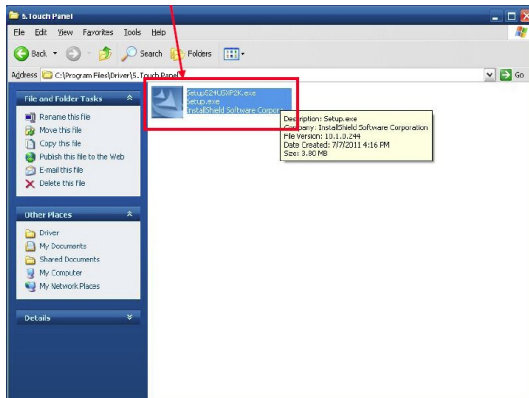 5.Touch Panel
File Edit View Favorites Tools Help
Back Search Folders
Address C:\Program Files\Driver\5.Touch Panel Go
File and Folder Tasks
Rename this file
Move this file
Copy this file
Publish this file to the Web
E-mail this file
Delete this file
Other Places
Driver
My Documents
Shared Documents
My Computer
My Network Places
Details
Setup.exe
InstallShield Software Corpor
Description: Setup.exe
Company: InstallShield Software Corporation
File Version: 10.1.0.244
Date Created: 7/7/2011 4:16 PM
Size: 3.80 MB